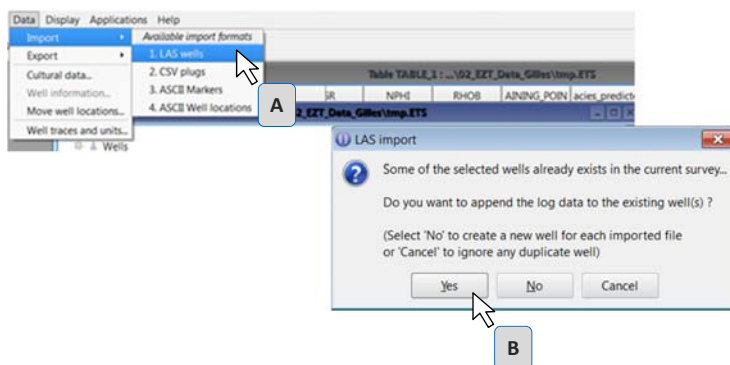 Data Display Applications Help
Import
Available import formats
Export
1. LAS wells
Cultural data...
2. CSV plugs
Well information...
3. ASCII Markers
Move well locations...
4. ASCII Well locations
Well traces and units...
Table TABLE_1 : ...\02_EZT_Data_Gilles\tmp.ETS
GR NPHI RHOB AINING_POIN acies_predict
2_EZT_Data_Gilles\tmp.ETS
Wells
A
LAS import
Some of the selected wells already exists in the current survey...
Do you want to append the log data to the existing well(s) ?
(Select 'No' to create a new well for each imported file
or 'Cancel' to ignore any duplicate well)
Yes No Cancel
B